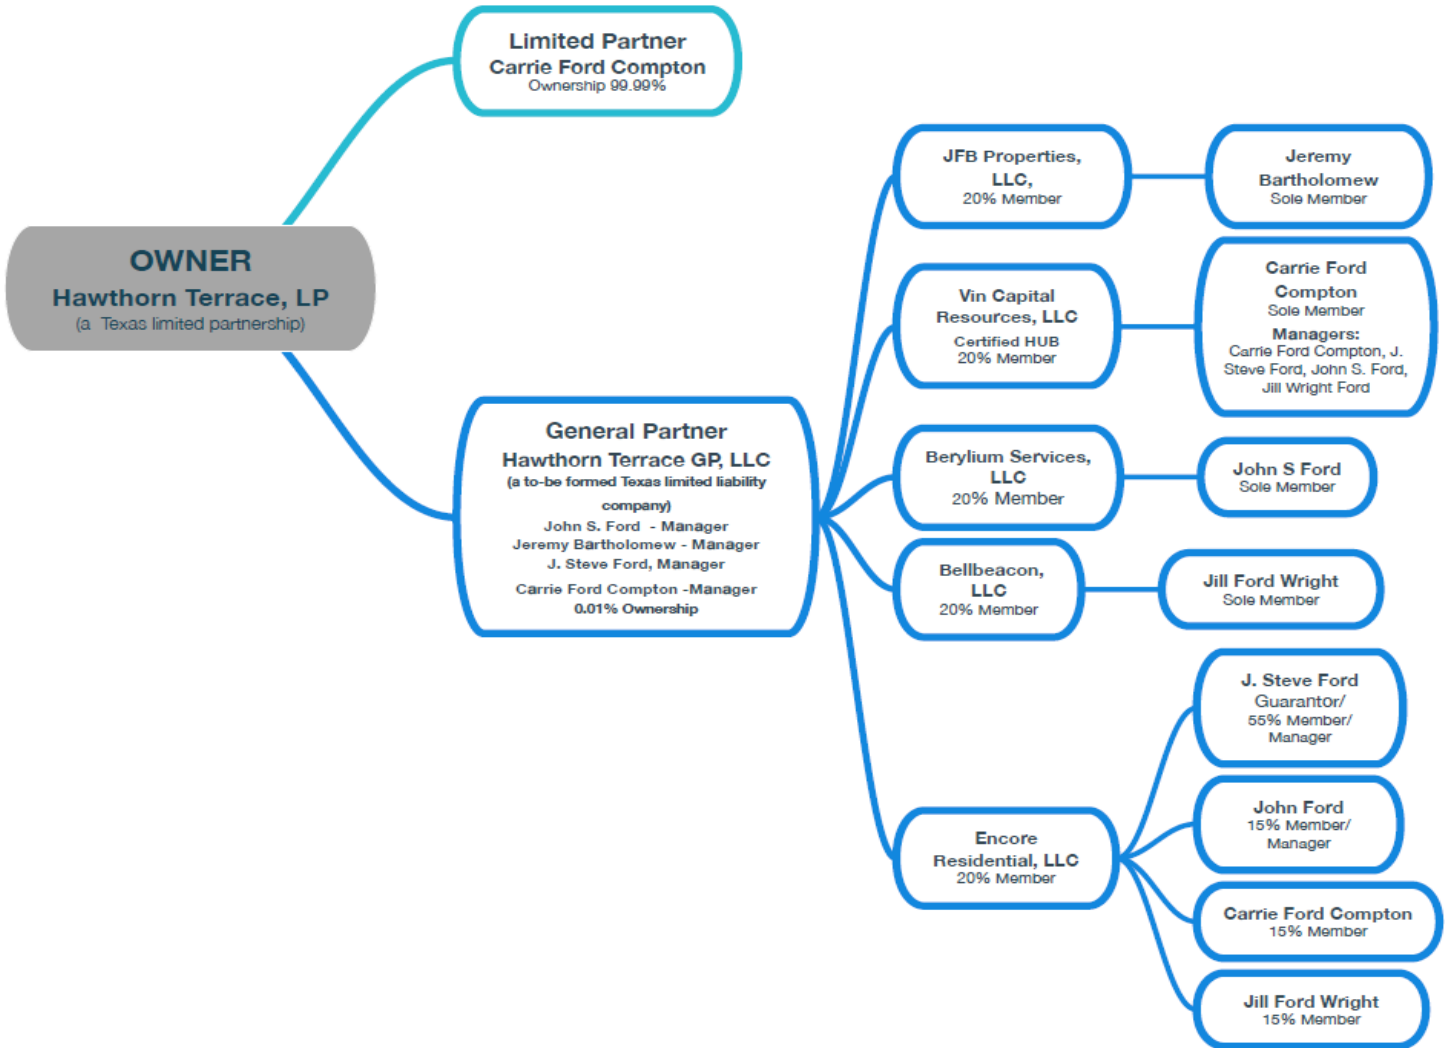 Limited Partner
Carrie Ford Compton
Ownership 99.99%
OWNER
Hawthorn Terrace, LP
(a Texas limited partnership)
General Partner
Hawthorn Terrace GP, LLC
(a to-be formed Texas limited liability
company)
John S. Ford - Manager
Jeremy Bartholomew - Manager
J. Steve Ford, Manager
Carrie Ford Compton -Manager
0.01% Ownership
JFB Properties,
LLC,
20% Member
Jeremy
Bartholomew
Sole Member
Vin Capital
Resources, LLC
Certified HUB
20% Member
Carrie Ford
Compton
Sole Member
Managers:
Carrie Ford Compton, J.
Steve Ford, John S. Ford,
Jill Wright Ford
Berylium Services,
LLC
20% Member
John S Ford
Sole Member
Bellbeacon,
LLC
20% Member
Jill Ford Wright
Sole Member
Encore
Residential, LLC
20% Member
J. Steve Ford
Guarantor/
55% Member/
Manager
John Ford
15% Member/
Manager
Carrie Ford Compton
15% Member
Jill Ford Wright
15% Member